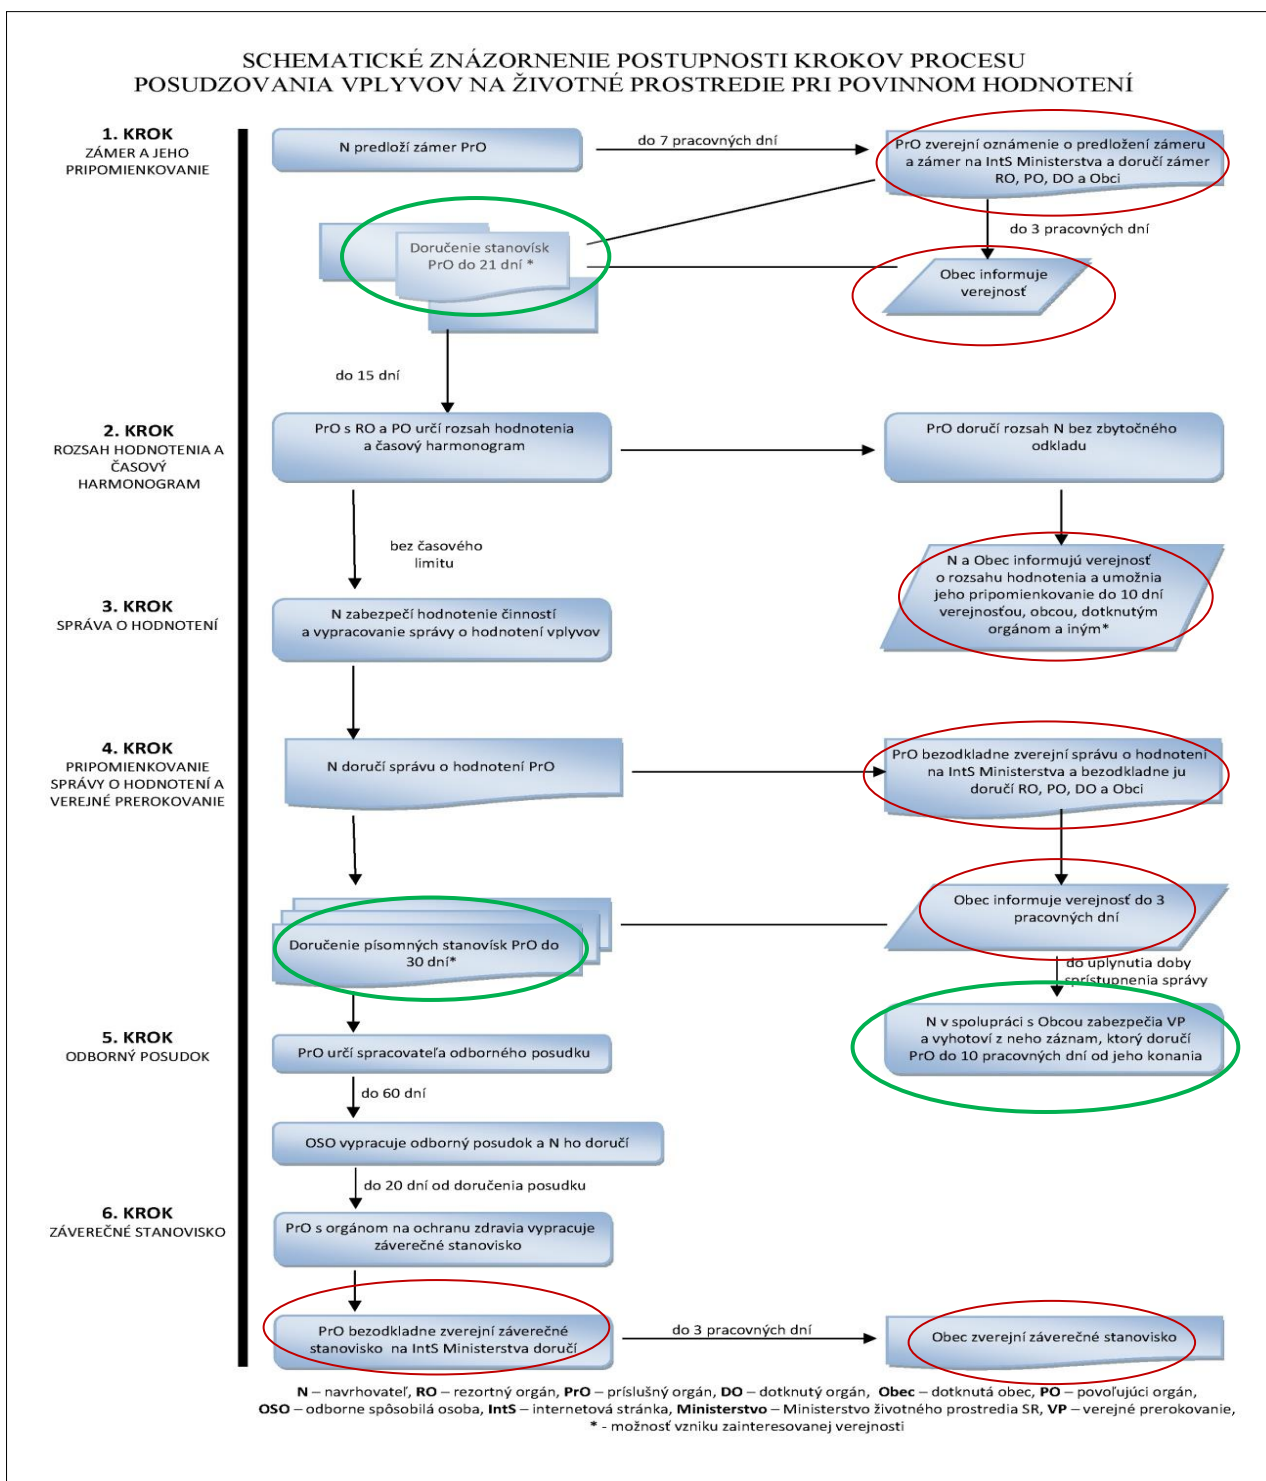 SCHEMATICKÉ ZNÁZORNENIE POSTUPNOSTI KROKOV PROCESU
POSUDZOVANIA VPLYVOV NA ŽIVOTNÉ PROSTREDIE PRI POVINNOM HODNOTENÍ
1. KROK
ZÁMER A JEHO
PRIPOMIENKOVANIE
N predloží zámer PrO
do 7 pracovných dní
PrO zverejní oznámenie o predložení zámeru
a zámer na IntS Ministerstva a doručí zámer
RO, PO, DO a Obci
do 3 pracovných dní
Doručenie stanovísk
PrO do 21 dní *
Obec informuje
verejnosť
do 15 dní
2. KROK
ROZSAH HODNOTENIA A
ČASOVÝ
HARMONOGRAM
PrO s RO a PO určí rozsah hodnotenia
a časový harmonogram
PrO doručí rozsah N bez zbytočného
odkladu
bez časového
limitu
N a Obec informujú verejnosť
o rozsahu hodnotenia a umožnia
jeho pripomienkovanie do 10 dní
verejnosťou, obcou, dotknutým
orgánom a iným*
3. KROK
SPRÁVA O HODNOTENÍ
N zabezpečí hodnotenie činností
a vypracovanie správy o hodnotení vplyvov
4. KROK
PRIPOMIENKOVANIE
SPRÁVY O HODNOTENÍ A
VEREJNÉ PREROKOVANIE
N doručí správu o hodnotení PrO
PrO bezodkladne zverejní správu o hodnotení
na IntS Ministerstva a bezodkladne ju
doručí RO, PO, DO a Obci
Obec informuje verejnosť do 3
pracovných dní
Doručenie písomných stanovísk PrO do
30 dní*
do uplynutia doby
sprístupnenia správy
N v spolupráci s Obcou zabezpečia VP
a vyhotoví z neho záznam, ktorý doručí
PrO do 10 pracovných dní od jeho konania
5. KROK
ODBORNÝ POSUDOK
PrO určí spracovateľa odborného posudku
do 60 dní
OSO vypracuje odborný posudok a N ho doručí
do 20 dní od doručenia posudku
6. KROK
ZÁVEREČNÉ STANOVISKO
PrO s orgánom na ochranu zdravia vypracuje
záverečné stanovisko
PrO bezodkladne zverejní záverečné
stanovisko na IntS Ministerstva doručí
do 3 pracovných dní
Obec zverejní záverečné stanovisko
N – navrhovateľ, RO – rezortný orgán, PrO – príslušný orgán, DO – dotknutý orgán, Obec – dotknutá obec, PO – povoľujúci orgán,
OSO – odborne spôsobilá osoba, IntS – internetová stránka, Ministerstvo – Ministerstvo životného prostredia SR, VP – verejné prerokovanie,
* - možnosť vzniku zainteresovanej verejnosti